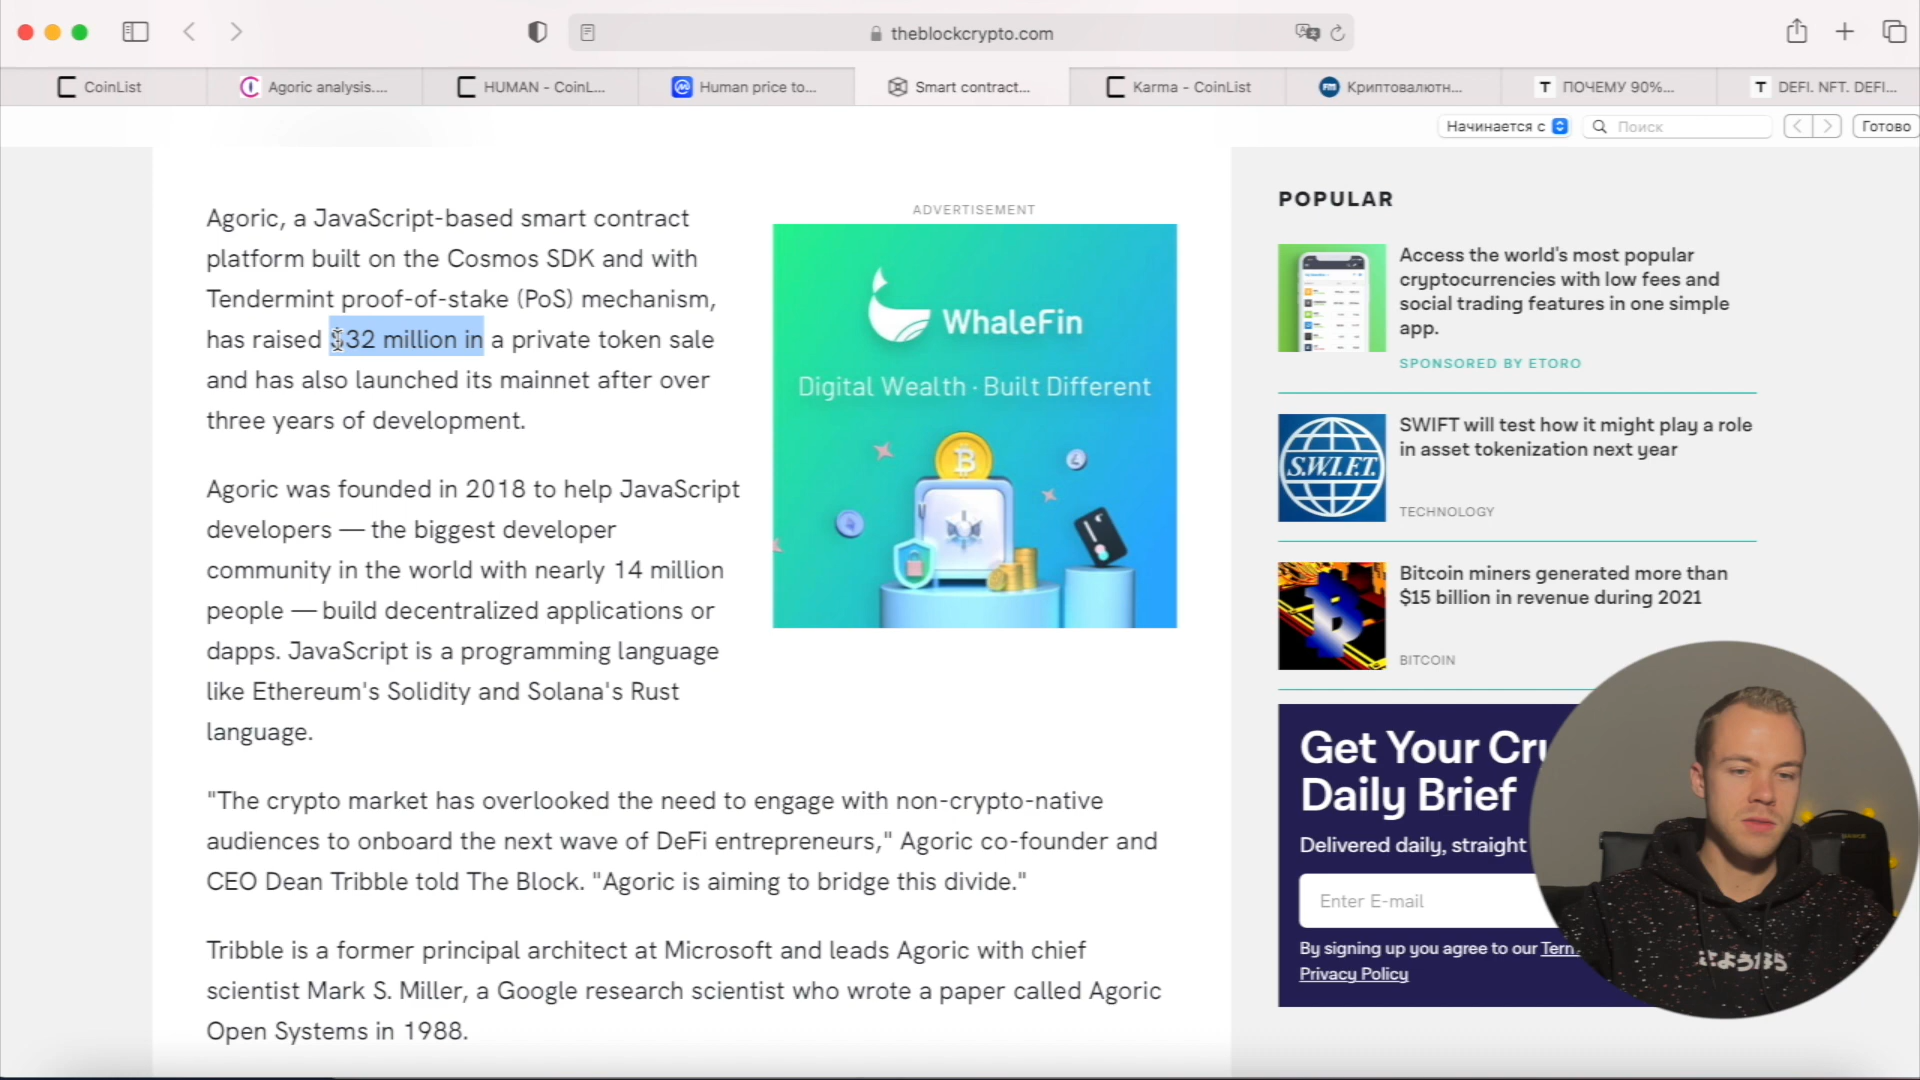 theblockcrypto.com
CoinList
Agoric analysis....
HUMAN - CoinL...
Human price to...
Smart contract...
Karma - CoinList
Криптовалютн...
ПОЧЕМУ 90%...
DEFI. NFT. DEFI...
Начинается с
Поиск
Готово
Agoric, a JavaScript-based smart contract
platform built on the Cosmos SDK and with
Tendermint proof-of-stake (PoS) mechanism,
has raised $32 million in a private token sale
and has also launched its mainnet after over
three years of development.
Agoric was founded in 2018 to help JavaScript
developers — the biggest developer
community in the world with nearly 14 million
people — build decentralized applications or
dapps. JavaScript is a programming language
like Ethereum's Solidity and Solana's Rust
language.
"The crypto market has overlooked the need to engage with non-crypto-native
audiences to onboard the next wave of DeFi entrepreneurs," Agoric co-founder and
CEO Dean Tribble told The Block. "Agoric is aiming to bridge this divide."
Tribble is a former principal architect at Microsoft and leads Agoric with chief
scientist Mark S. Miller, a Google research scientist who wrote a paper called Agoric
Open Systems in 1988.
ADVERTISEMENT
WhaleFin
Digital Wealth · Built Different
POPULAR
Access the world's most popular
cryptocurrencies with low fees and
social trading features in one simple
app.
SPONSORED BY ETORO
S.W.I.F.T.
SWIFT will test how it might play a role
in asset tokenization next year
TECHNOLOGY
Bitcoin miners generated more than
$15 billion in revenue during 2021
BITCOIN
Get Your Cry
Daily Brief
Delivered daily, straight
Enter E-mail
By signing up you agree to our Term
Privacy Policy